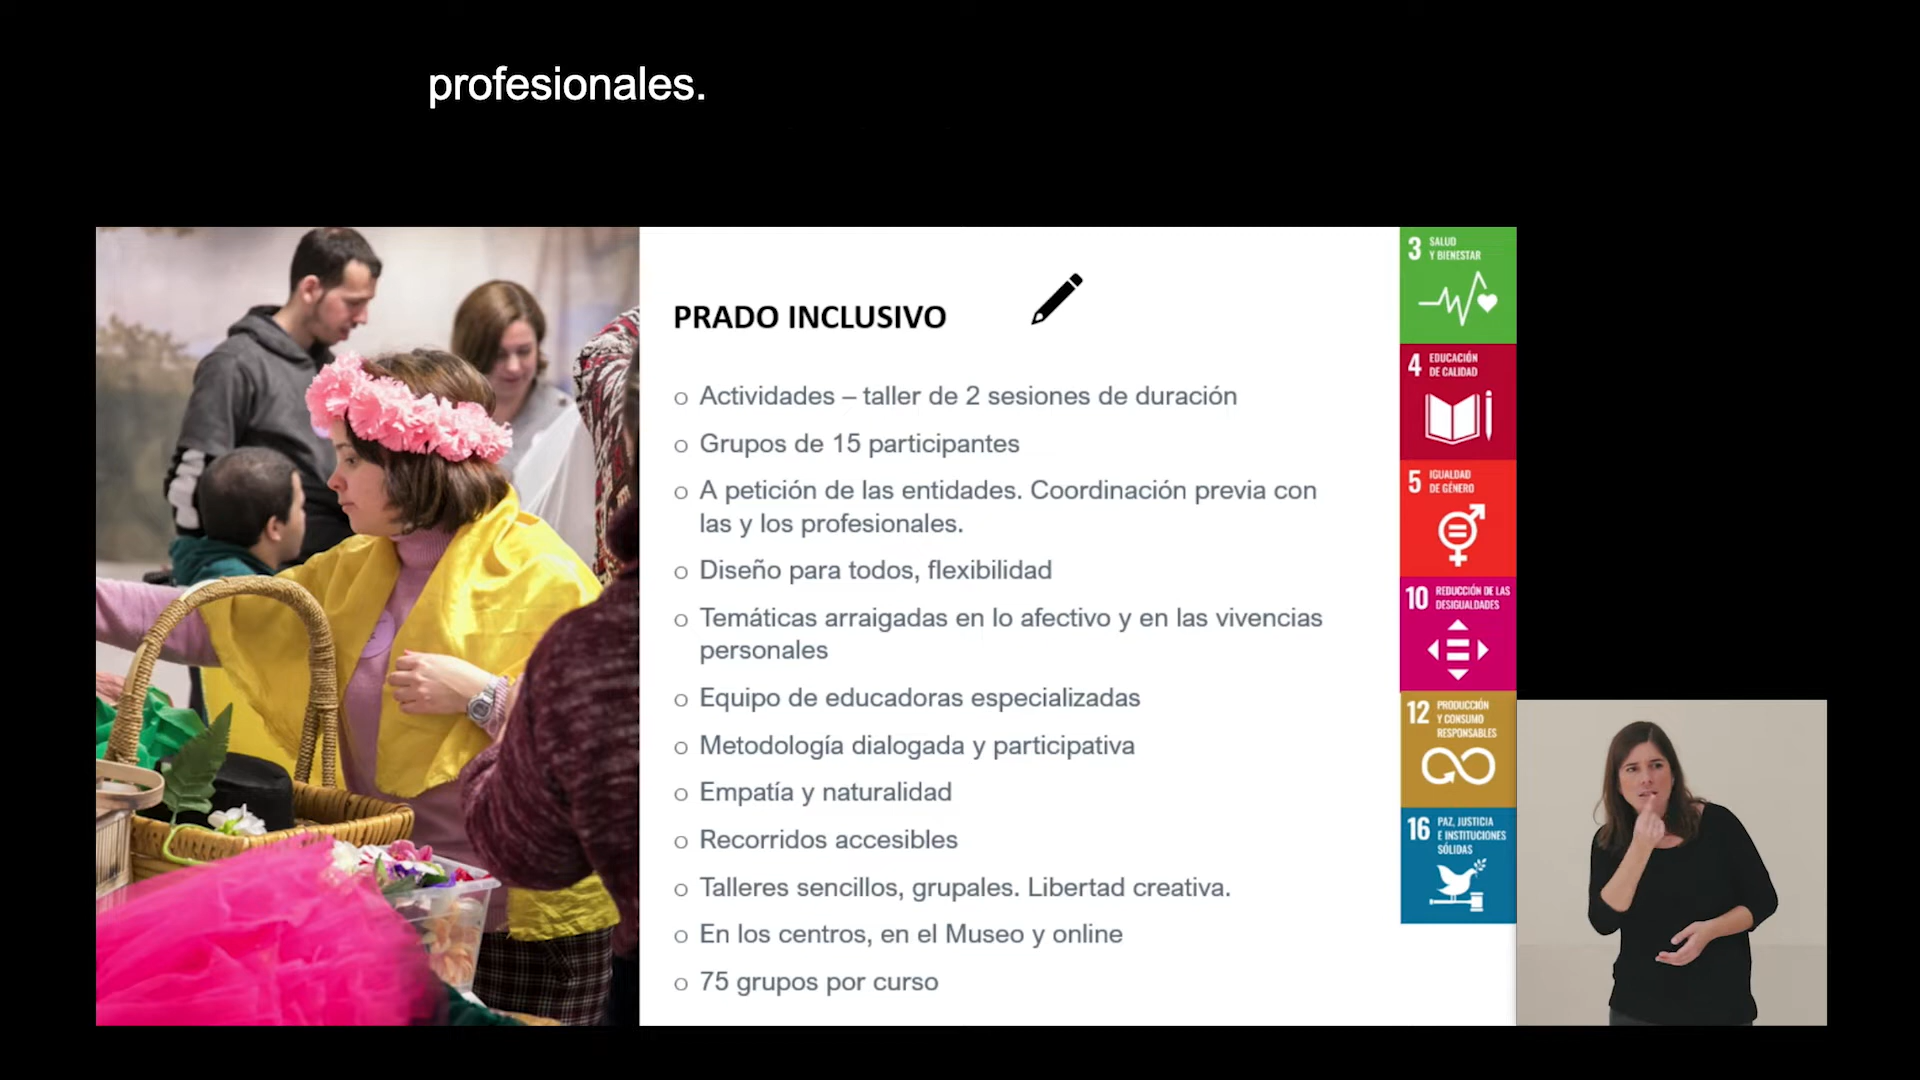 profesionales.
PRADO INCLUSIVO
o Actividades – taller de 2 sesiones de duración
o Grupos de 15 participantes
o A petición de las entidades. Coordinación previa con
las y los profesionales.
o Diseño para todos, flexibilidad
o Temáticas arraigadas en lo afectivo y en las vivencias
personales
o Equipo de educadoras especializadas
o Metodología dialogada y participativa
o Empatía y naturalidad
o Recorridos accesibles
o Talleres sencillos, grupales. Libertad creativa.
o En los centros, en el Museo y online
o 75 grupos por curso
3 SALUD
Y BIENESTAR
4 EDUCACIÓN
DE CALIDAD
5 IGUALDAD
DE GÉNERO
10 REDUCCIÓN DE LAS
DESIGUALDADES
12 PRODUCCIÓN
Y CONSUMO
RESPONSABLES
16 PAZ, JUSTICIA
E INSTITUCIONES
SÓLIDAS